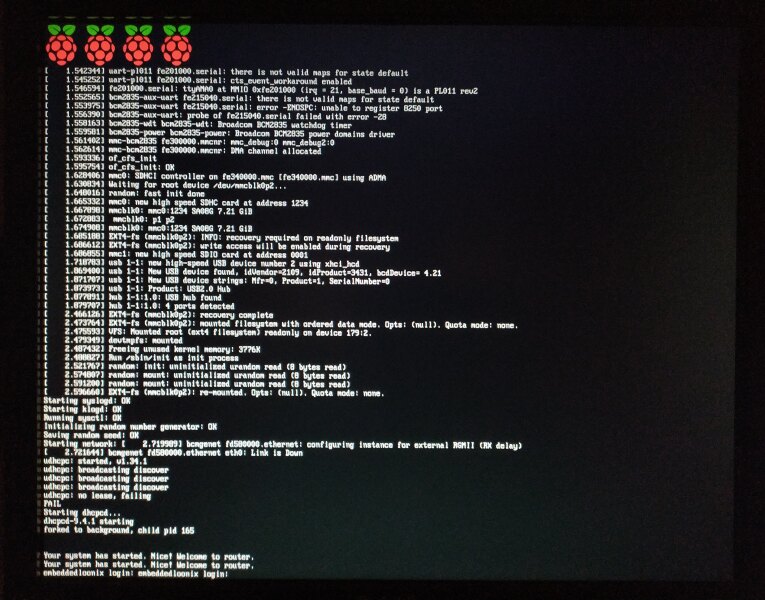 [    1.542344] uart-pl011 fe201000.serial: there is not valid maps for state default
[    1.545252] uart-pl011 fe201000.serial: cts_event_workaround enabled
[    1.546594] fe201000.serial: ttyAMA0 at MMIO 0xfe201000 (irq = 21, base_baud = 0) is a PL011 rev2
[    1.552565] bcm2835-aux-uart fe215040.serial: there is not valid maps for state default
[    1.553975] bcm2835-aux-uart fe215040.serial: error -ENOSPC: unable to register 8250 port
[    1.556390] bcm2835-aux-uart: probe of fe215040.serial failed with error -28
[    1.558163] bcm2835-wdt bcm2835-wdt: Broadcom BCM2835 watchdog timer
[    1.559581] bcm2835-power bcm2835-power: Broadcom BCM2835 power domains driver
[    1.561402] mmc-bcm2835 fe300000.mmcnr: mmc_debug:0 mmc_debug2:0
[    1.562614] mmc-bcm2835 fe300000.mmcnr: DMA channel allocated
[    1.593336] of_cfs_init
[    1.595754] of_cfs_init: OK
[    1.628406] mmc0: SDHCI controller on fe340000.mmc [fe340000.mmc] using ADMA
[    1.630834] Waiting for root device /dev/mmcblk0p2...
[    1.648016] random: fast init done
[    1.665332] mmc0: new high speed SDHC card at address 1234
[    1.667098] mmcblk0: mmc0:1234 SA08G 7.21 GiB
[    1.672883]  mmcblk0: p1 p2
[    1.674908] mmcblk0: mmc0:1234 SA08G 7.21 GiB
[    1.685188] EXT4-fs (mmcblk0p2): INFO: recovery required on readonly filesystem
[    1.686612] EXT4-fs (mmcblk0p2): write access will be enabled during recovery
[    1.686855] mmc1: new high speed SDIO card at address 0001
[    1.718783] usb 1-1: new high-speed USB device number 2 using xhci_hcd
[    1.869400] usb 1-1: New USB device found, idVendor=2109, idProduct=3431, bcdDevice= 4.21
[    1.871707] usb 1-1: New USB device strings: Mfr=0, Product=1, SerialNumber=0
[    1.873973] usb 1-1: Product: USB2.0 Hub
[    1.877891] hub 1-1:1.0: USB hub found
[    1.879707] hub 1-1:1.0: 4 ports detected
[    2.466126] EXT4-fs (mmcblk0p2): recovery complete
[    2.473764] EXT4-fs (mmcblk0p2): mounted filesystem with ordered data mode. Opts: (null). Quota mode: none.
[    2.475593] VFS: Mounted root (ext4 filesystem) readonly on device 179:2.
[    2.479349] devtmpfs: mounted
[    2.487432] Freeing unused kernel memory: 3776K
[    2.488827] Run /sbin/init as init process
[    2.521767] random: init: uninitialized urandom read (8 bytes read)
[    2.574807] random: mount: uninitialized urandom read (8 bytes read)
[    2.591200] random: mount: uninitialized urandom read (8 bytes read)
[    2.596660] EXT4-fs (mmcblk0p2): re-mounted. Opts: (null). Quota mode: none.
Starting syslogd: OK
Starting klogd: OK
Running sysctl: OK
Initializing random number generator: OK
Saving random seed: OK
Starting network: [    2.719989] bcmgenet fd580000.ethernet: configuring instance for external RGMII (RX delay)
[    2.721644] bcmgenet fd580000.ethernet eth0: Link is Down
udhcpc: started, v1.34.1
udhcpc: broadcasting discover
udhcpc: broadcasting discover
udhcpc: broadcasting discover
udhcpc: no lease, failing
FAIL
Starting dhcpcd...
dhcpcd-9.4.1 starting
forked to background, child pid 165
Your system has started. Nice! Welcome to router.
Your system has started. Nice! Welcome to router.
embeddedloonix login: embeddedloonix login: